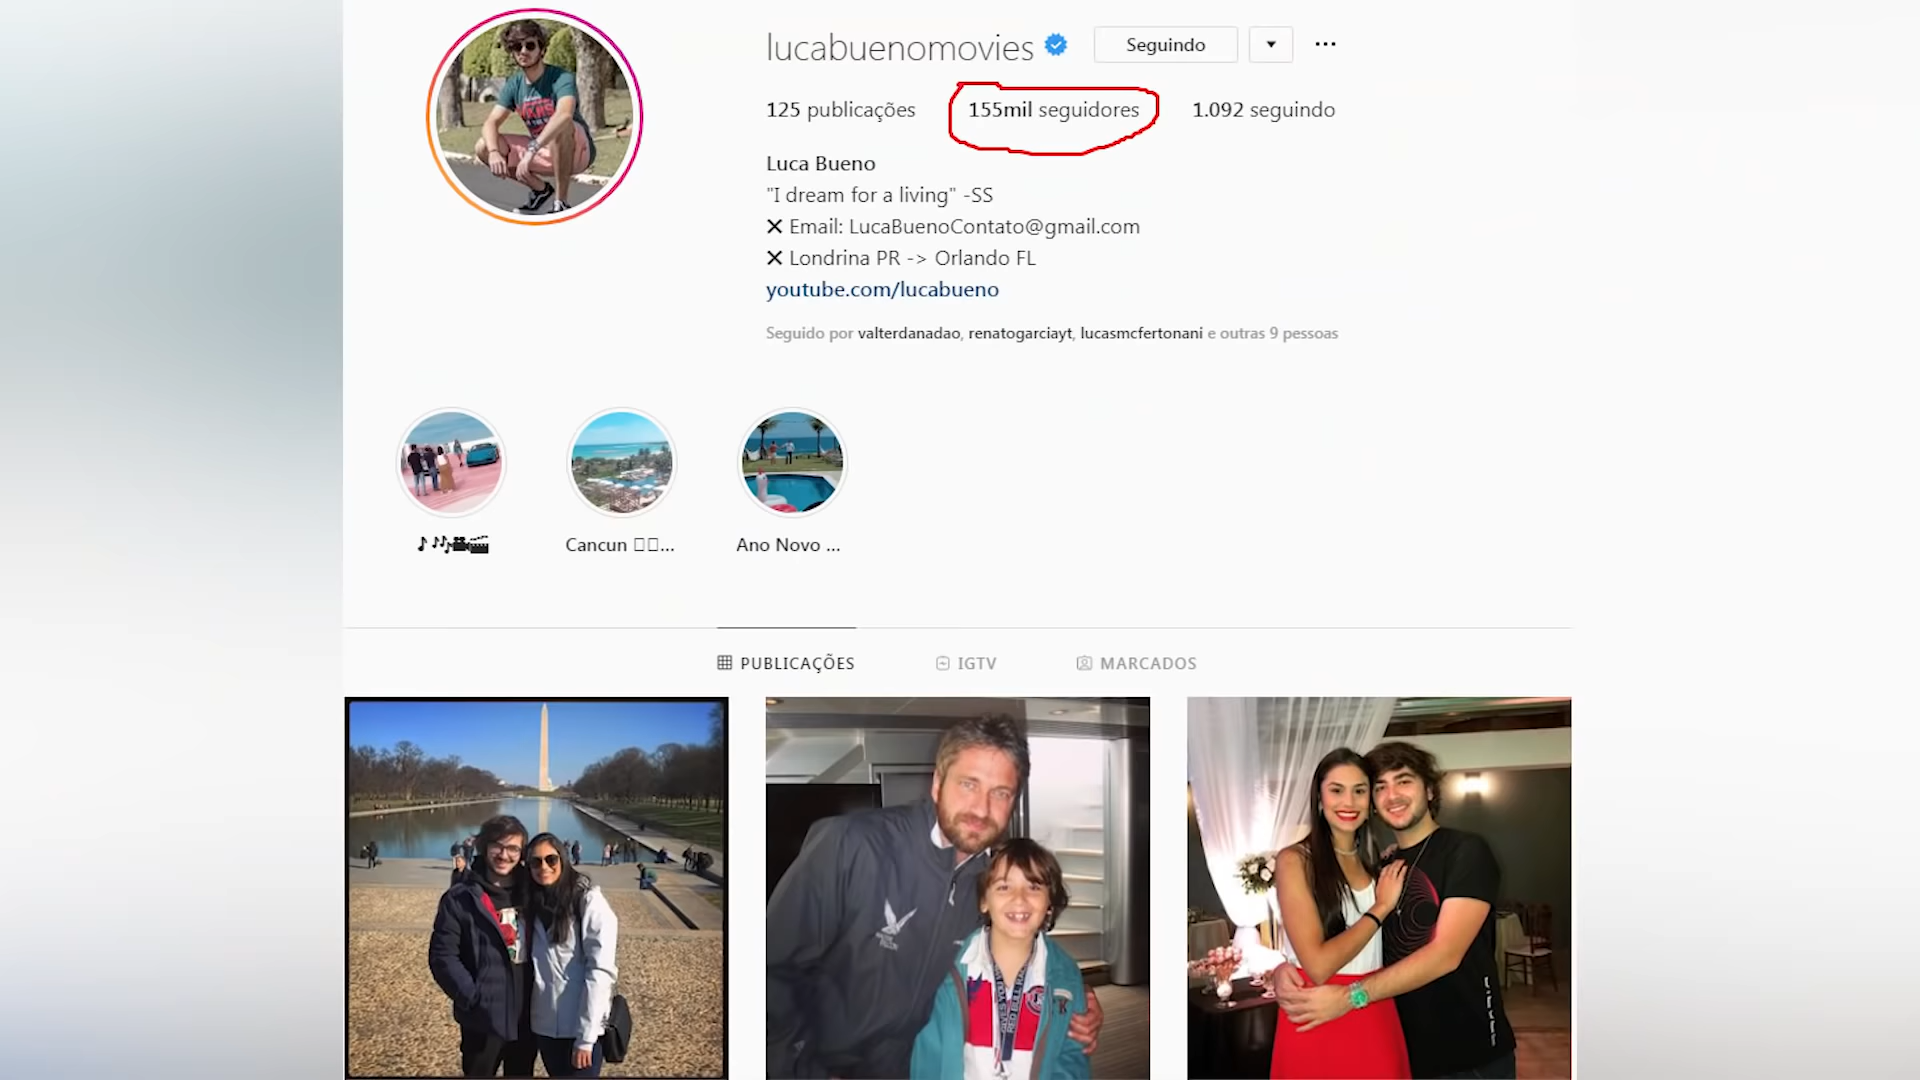 lucabuenomovies Seguindo
125 publicações 155mil seguidores 1.092 seguindo
Luca Bueno
"I dream for a living" -SS
❌ Email: LucaBuenoContato@gmail.com
❌ Londrina PR -> Orlando FL
youtube.com/lucabueno
Seguido por valterdanadao, renatogarciayt, lucasmcfertonani e outras 9 pessoas
Cancun ... Ano Novo ...
PUBLICAÇÕES IGTV MARCADOS